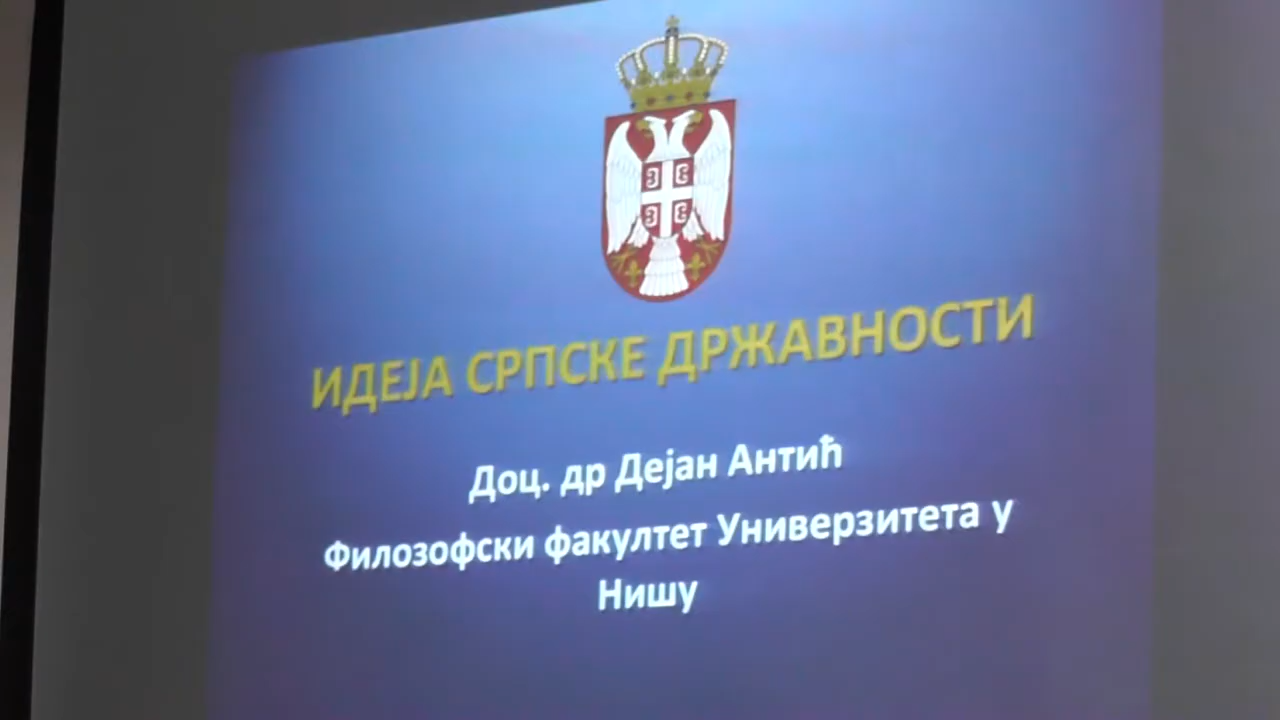 ИДЕЈА СРПСКЕ ДРЖАВНОСТИ
Доц. др Дејан Антић
Филозофски факултет Универзитета у
Нишу